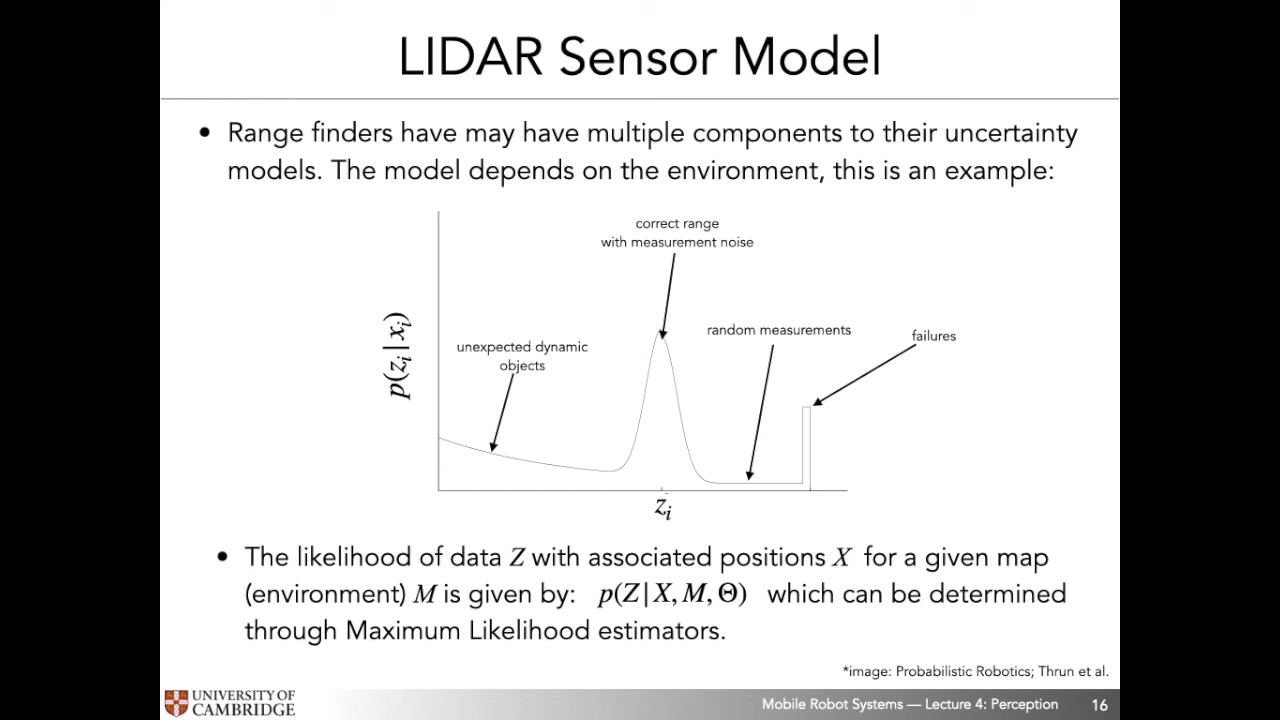 LIDAR Sensor Model
• Range finders have may have multiple components to their uncertainty
models. The model depends on the environment, this is an example:
correct range
with measurement noise
random measurements
failures
unexpected dynamic
objects
p(z_i | x_i)
z_i
• The likelihood of data Z with associated positions X for a given map
(environment) M is given by: p(Z | X, M, Θ) which can be determined
through Maximum Likelihood estimators.
*image: Probabilistic Robotics; Thrun et al.
UNIVERSITY OF
CAMBRIDGE
Mobile Robot Systems — Lecture 4: Perception 16